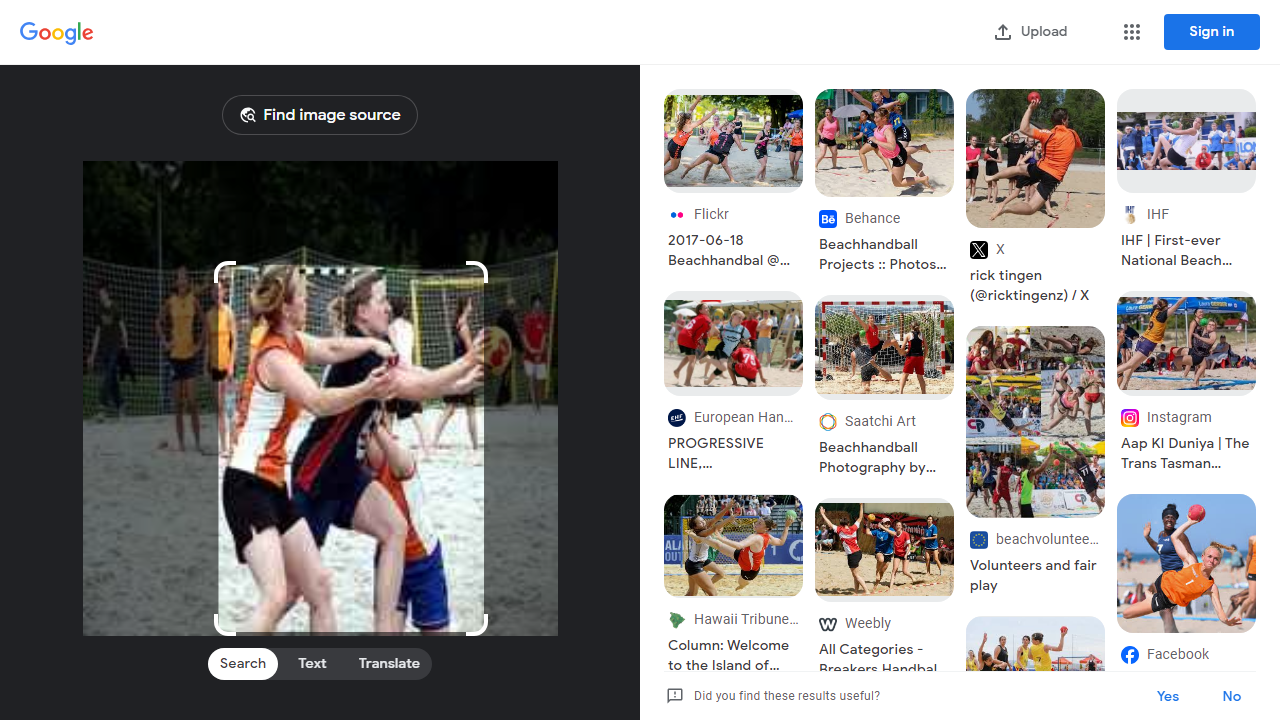 Google
Upload
Sign in
Find image source
Search
Text
Translate
Flickr
2017-06-18
Beachhandbal @...
European Han...
PROGRESSIVE
LINE,...
Hawaii Tribune...
Column: Welcome
to the Island of...
Behance
Beachhandball
Projects :: Photos...
Saatchi Art
Beachhandball
Photography by...
Weebly
All Categories -
Breakers Handbal
X
rick tingen
(@ricktingenz) / X
beachvoluntee...
Volunteers and fair
play
IHF
IHF | First-ever
National Beach...
Instagram
Aap KI Duniya | The
Trans Tasman...
Facebook
Did you find these results useful?
Yes
No